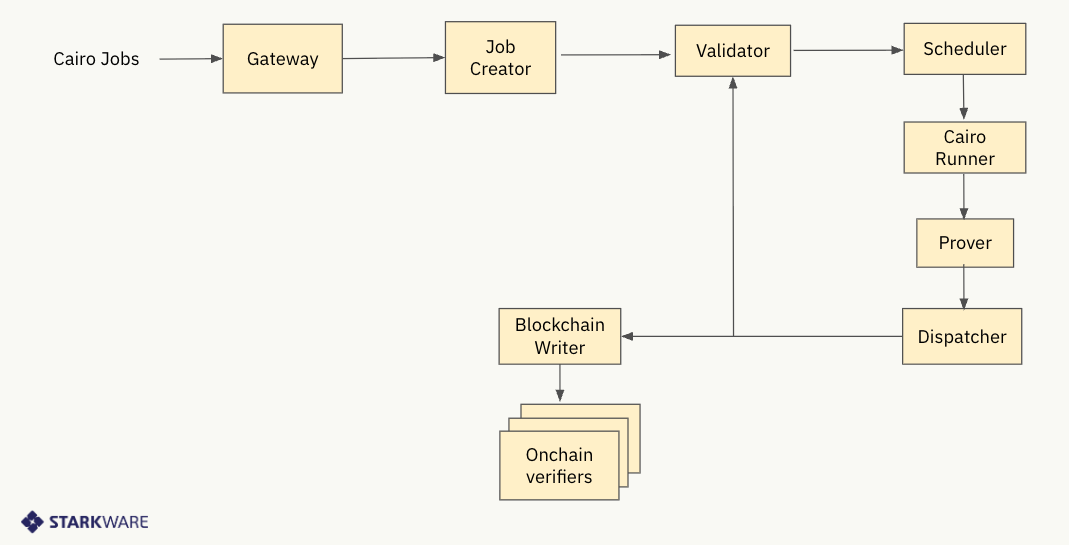 Cairo Jobs
Gateway
Job
Creator
Validator
Scheduler
Cairo
Runner
Prover
Dispatcher
Blockchain
Writer
Onchain
verifiers
STARKWARE